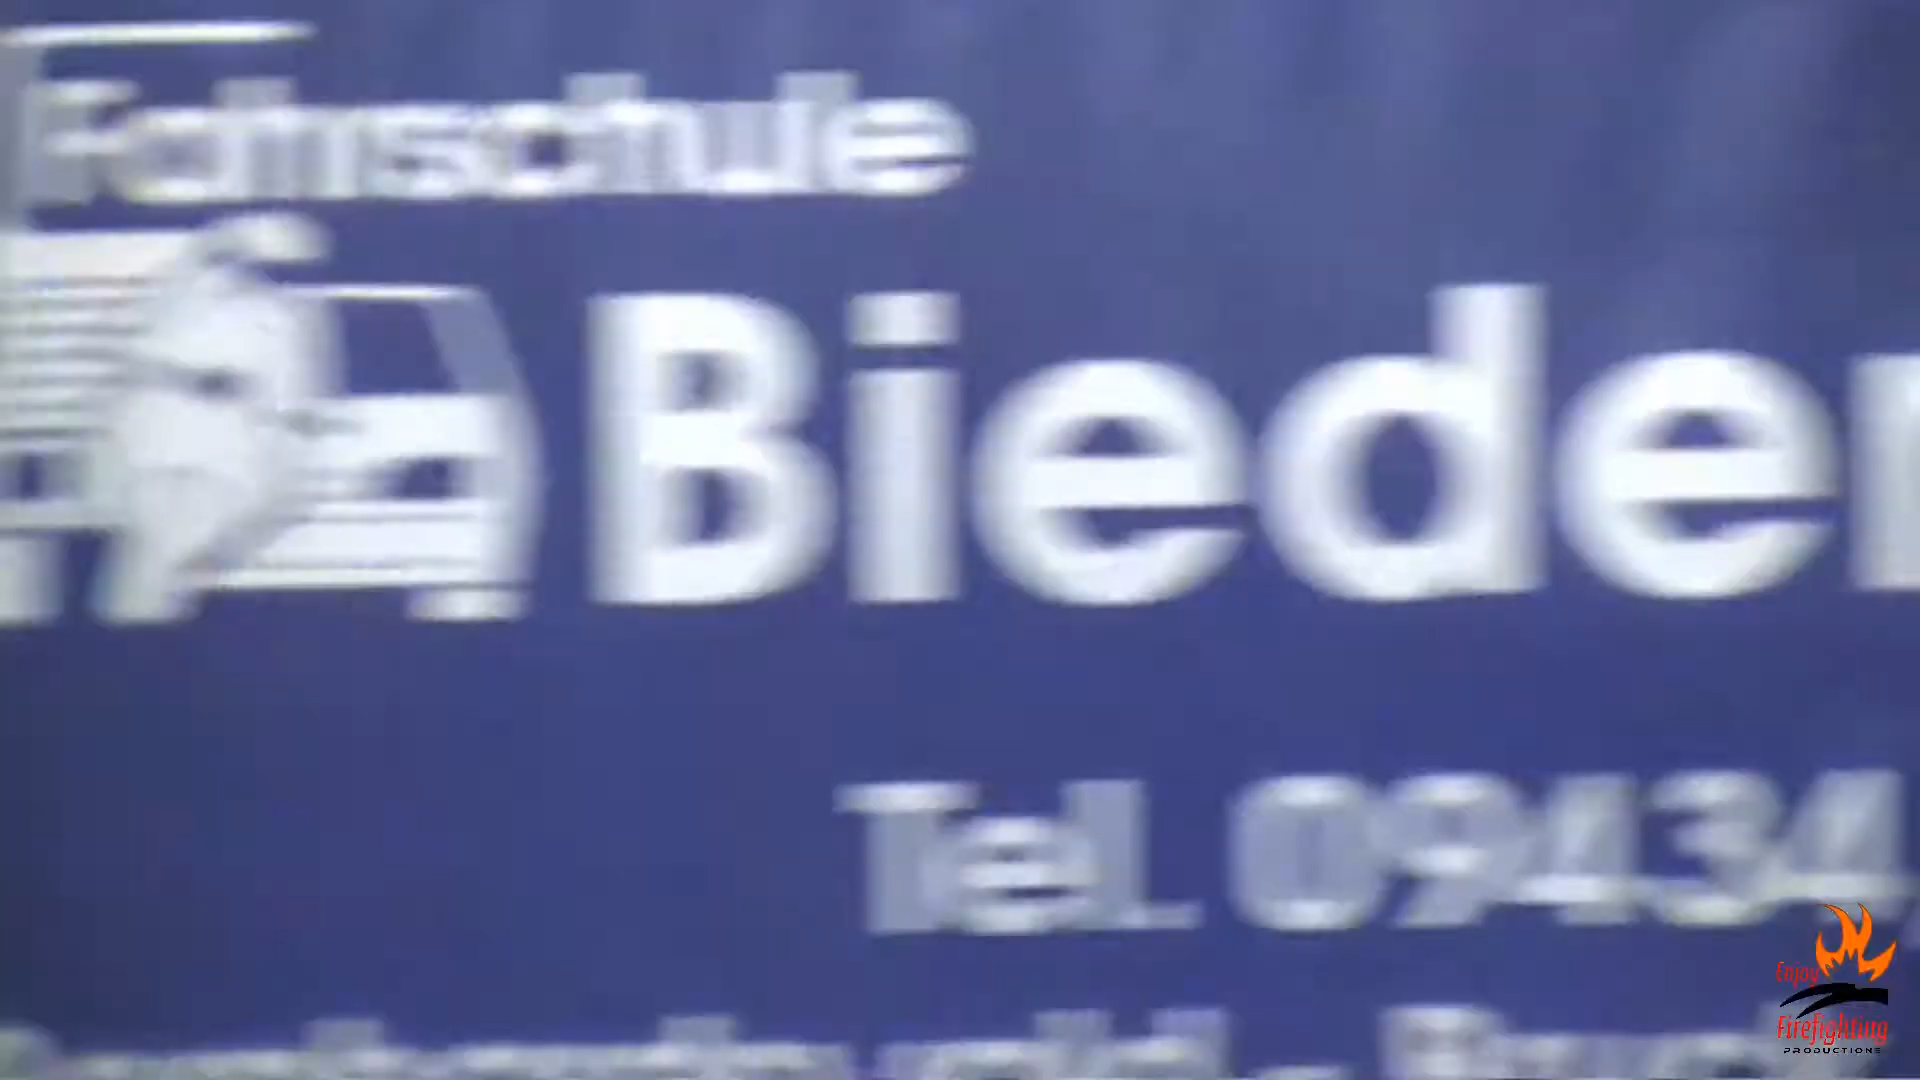 Fahrschule
Bieder
Tel. 09434
Enjoy
Firefighting
PRODUCTIONS